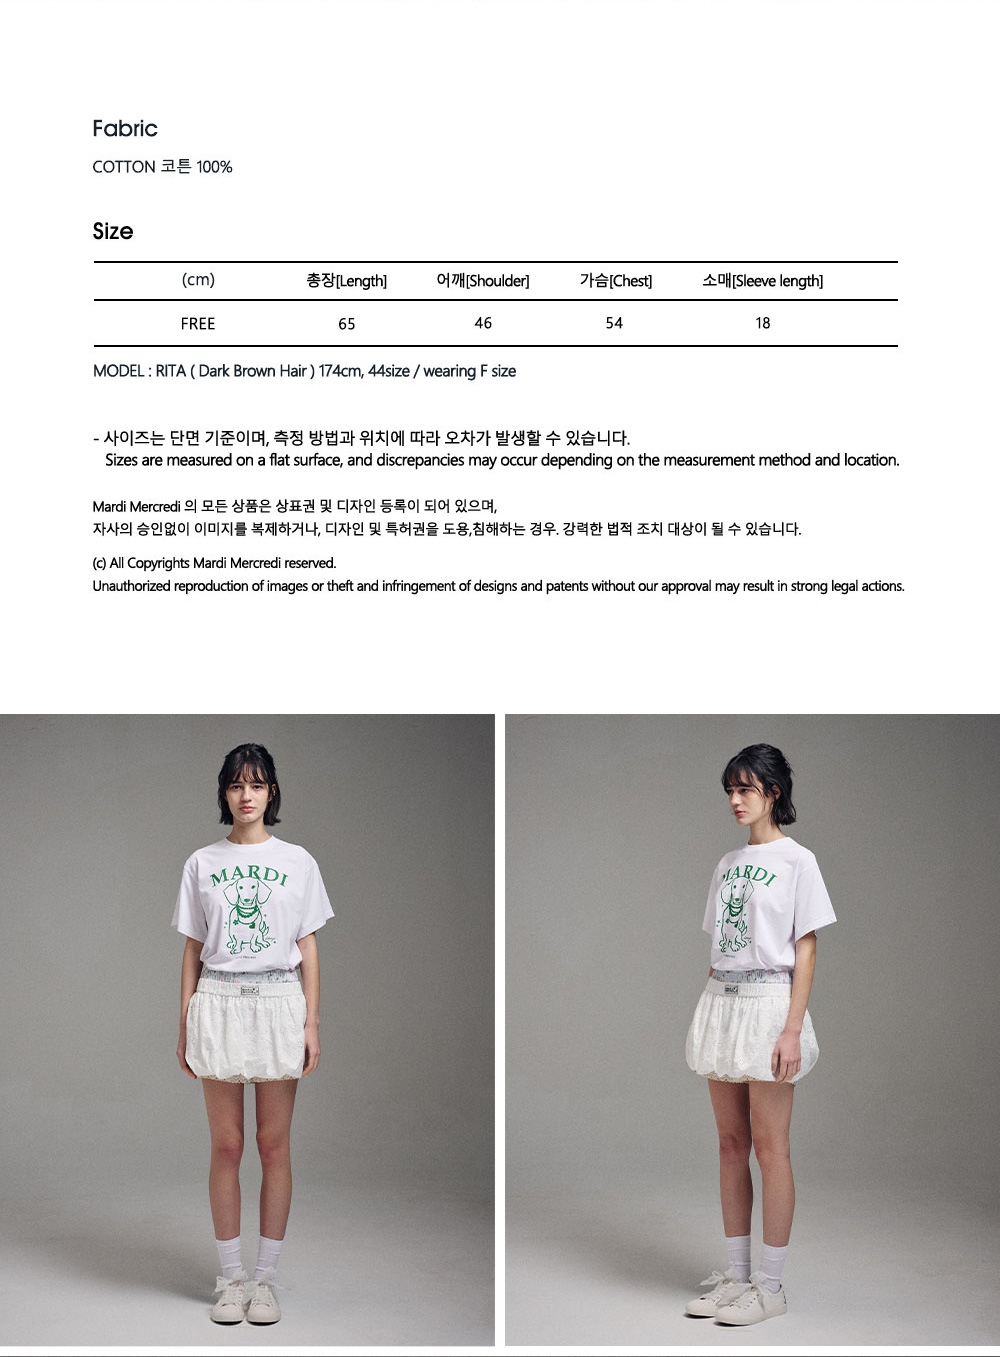 Fabric
COTTON 코튼 100%
Size
(cm) 총장[Length] 어깨[Shoulder] 가슴[Chest] 소매[Sleeve length]
FREE 65 46 54 18
MODEL : RITA ( Dark Brown Hair ) 174cm, 44size / wearing F size
- 사이즈는 단면 기준이며, 측정 방법과 위치에 따라 오차가 발생할 수 있습니다.
Sizes are measured on a flat surface, and discrepancies may occur depending on the measurement method and location.
Mardi Mercredi 의 모든 상품은 상표권 및 디자인 등록이 되어 있으며,
자사의 승인없이 이미지를 복제하거나, 디자인 및 특허권을 도용,침해하는 경우. 강력한 법적 조치 대상이 될 수 있습니다.
(c) All Copyrights Mardi Mercredi reserved.
Unauthorized reproduction of images or theft and infringement of designs and patents without our approval may result in strong legal actions.
MARDI
MARDI